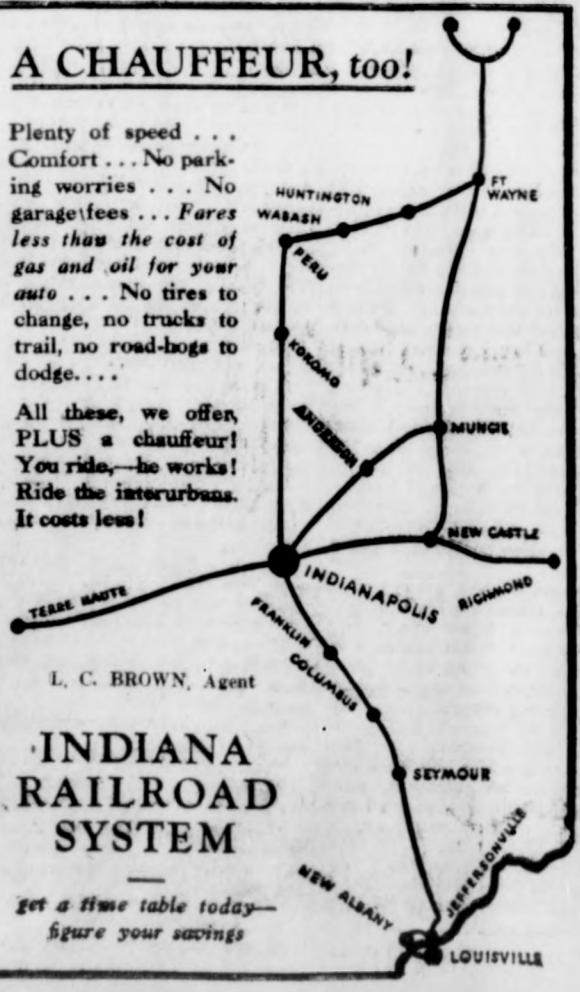 A CHAUFFEUR, too!
Plenty of speed . . .
Comfort . . . No park-
ing worries . . . No
garage fees . . . Fares
less than the cost of
gas and oil for your
auto . . . No tires to
change, no trucks to
trail, no road-hogs to
dodge. . . .
All these, we offer,
PLUS a chauffeur!
You ride,—he works!
Ride the interurbans.
It costs less!
FT
WAYNE
HUNTINGTON
WABASH
PERU
KOKOMO
ANDERSON
MUNCIE
NEW CASTLE
INDIANAPOLIS
RICHMOND
TERRE HAUTE
FRANKLIN
COLUMBUS
SEYMOUR
JEFFERSONVILLE
NEW ALBANY
LOUISVILLE
L. C. BROWN, Agent
INDIANA
RAILROAD
SYSTEM
get a time table today—
figure your savings